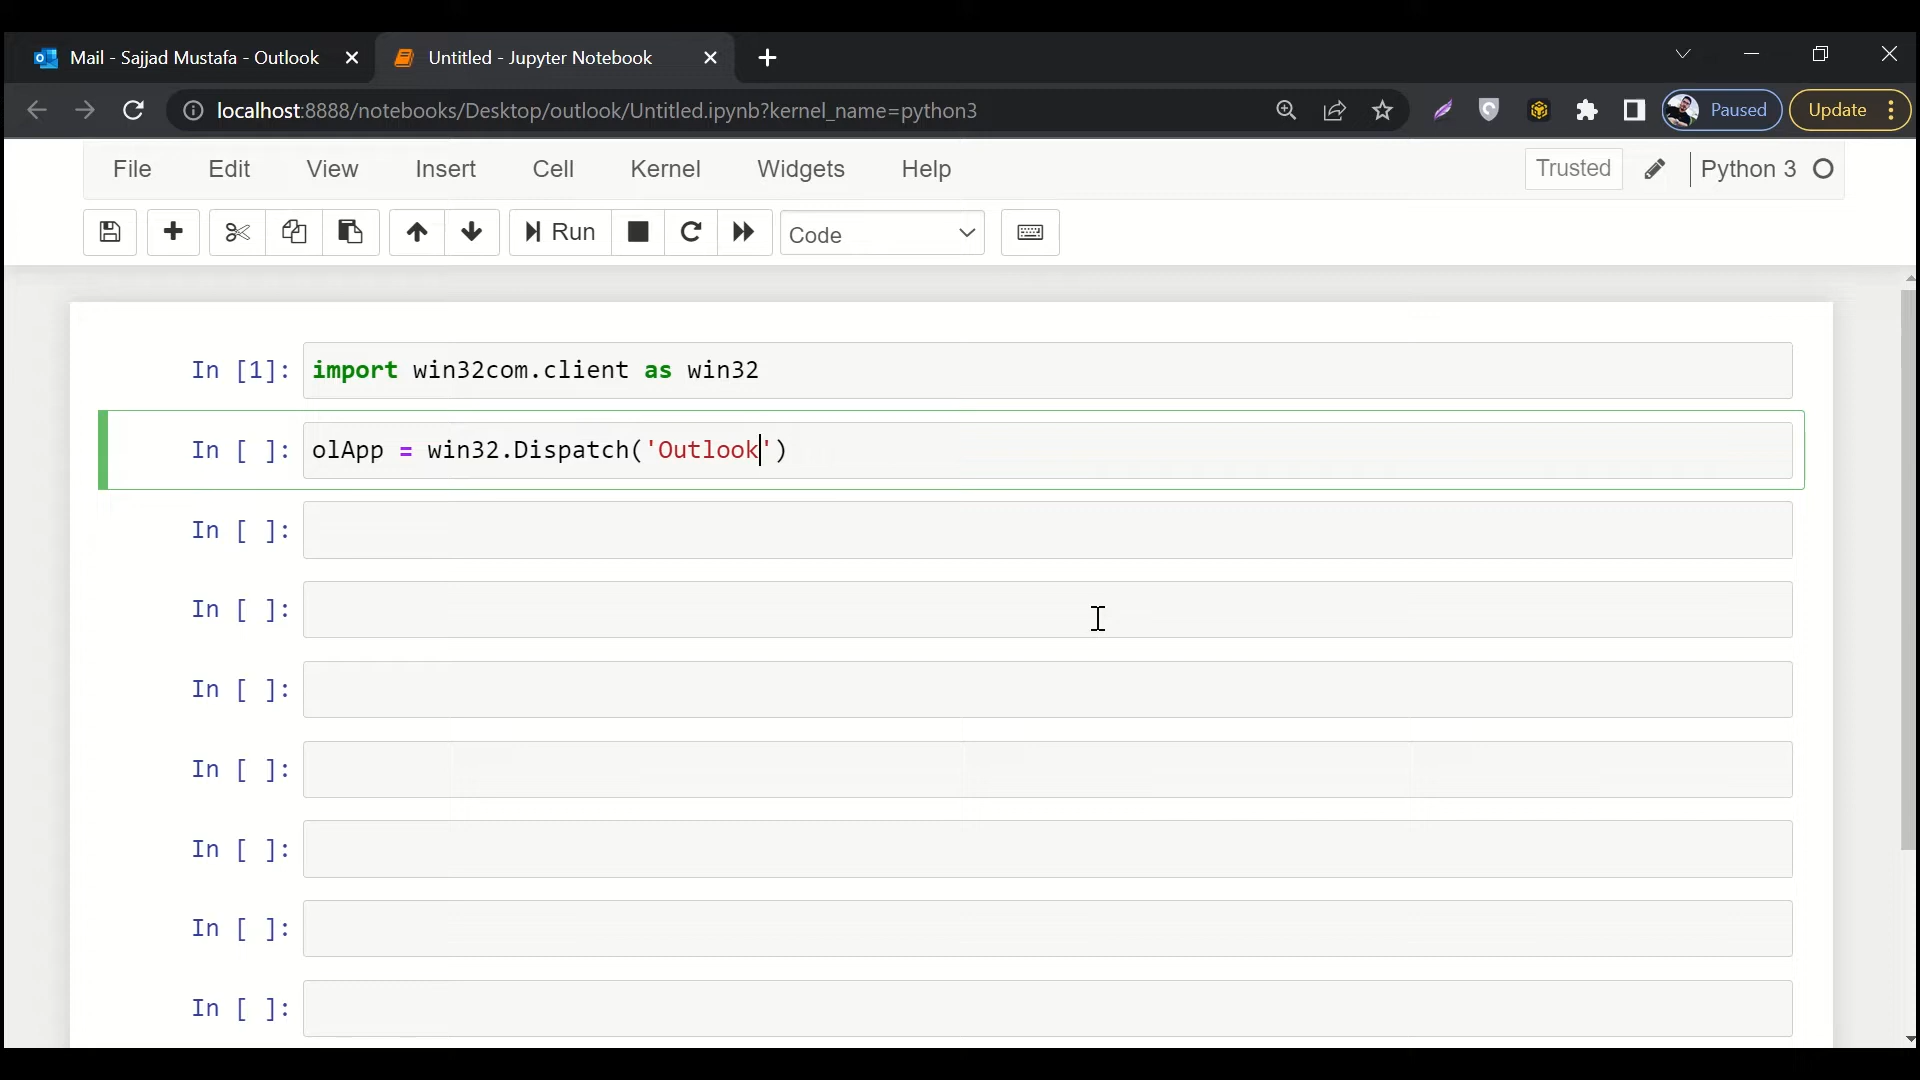 Mail - Sajjad Mustafa - Outlook
Untitled - Jupyter Notebook
localhost:8888/notebooks/Desktop/outlook/Untitled.ipynb?kernel_name=python3
Paused
Update
File Edit View Insert Cell Kernel Widgets Help
Trusted
Python 3
Run
Code
In [1]: import win32com.client as win32
In [ ]: olApp = win32.Dispatch('Outlook')
In [ ]:
In [ ]:
In [ ]:
In [ ]:
In [ ]:
In [ ]:
In [ ]: